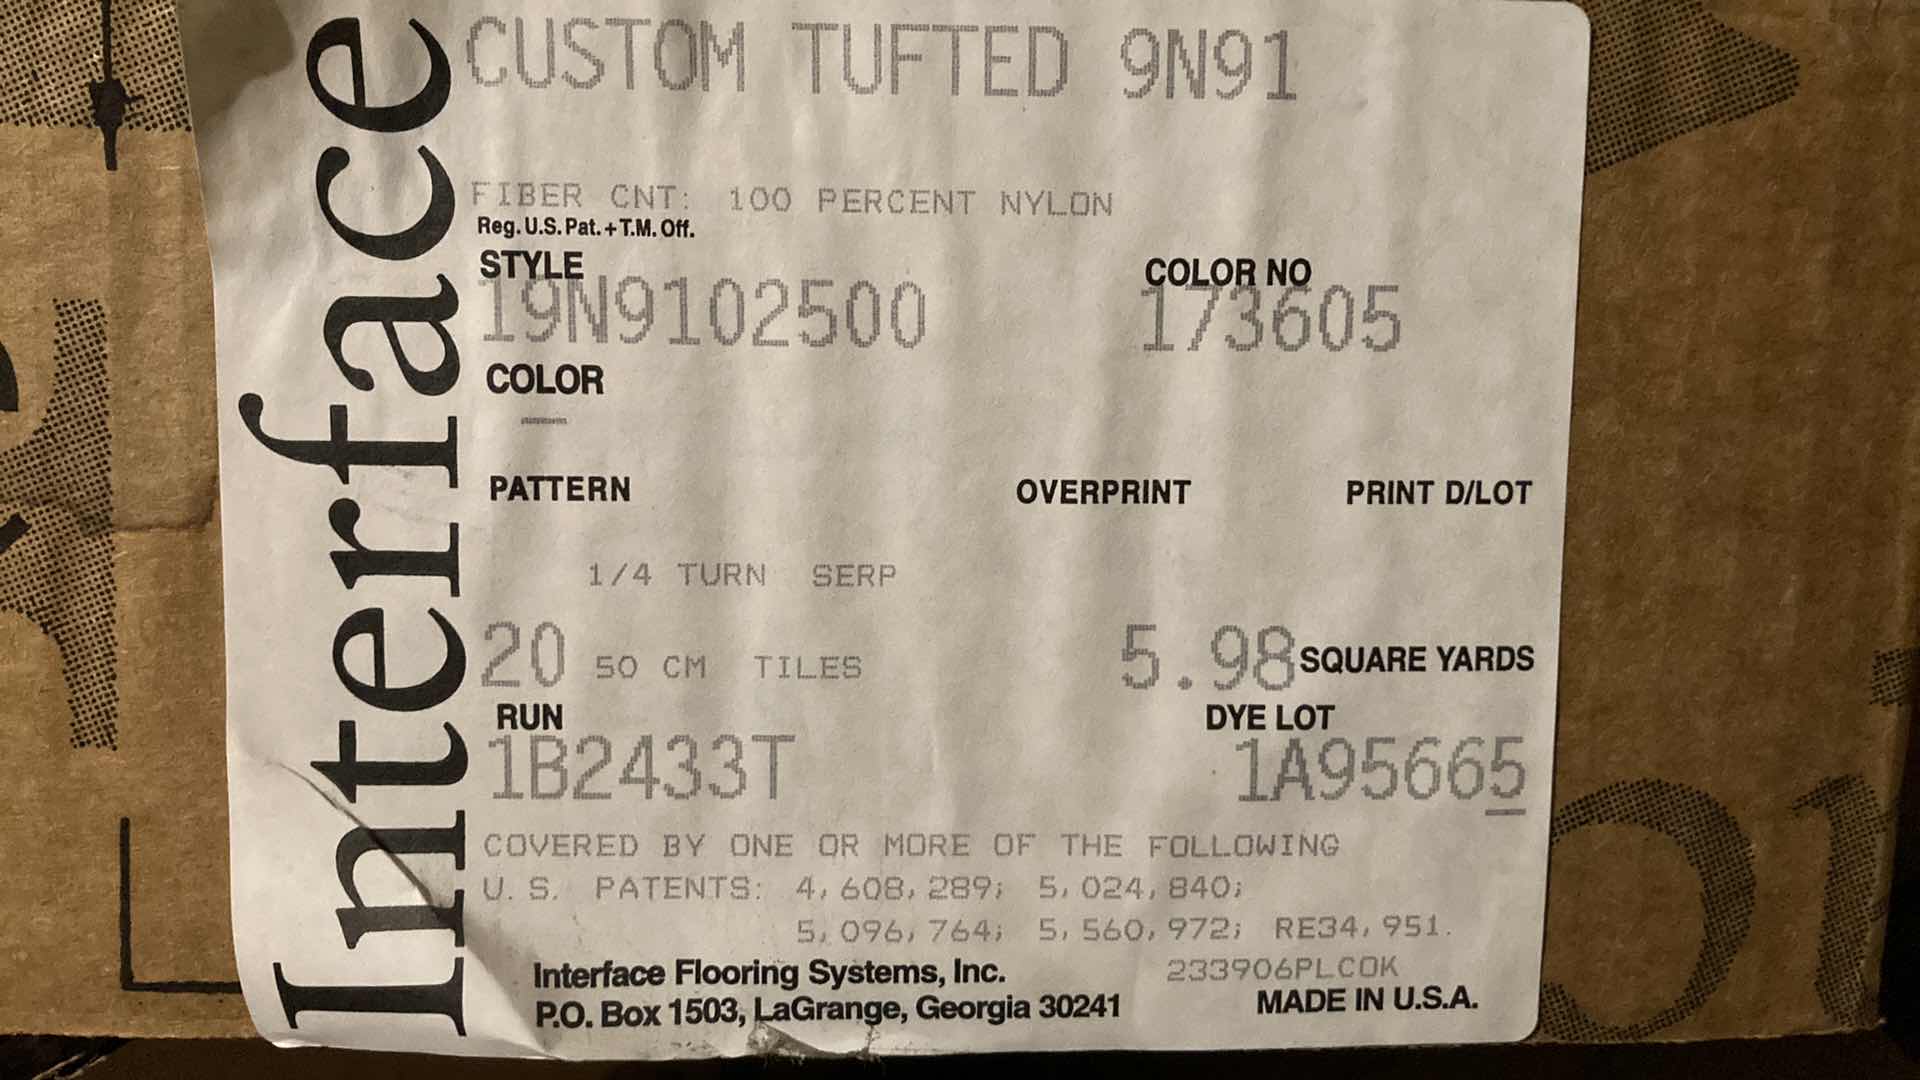 Interface
CUSTOM TUFTED 9N91
FIBER CNT: 100 PERCENT NYLON
Reg. U.S. Pat. + T.M. Off.
STYLE COLOR NO
19N9102500 173605
COLOR
PATTERN OVERPRINT PRINT D/LOT
1/4 TURN SERP
20 50 CM TILES 5.98 SQUARE YARDS
RUN DYE LOT
1B2433T 1A95665
COVERED BY ONE OR MORE OF THE FOLLOWING
U.S. PATENTS: 4,608,289; 5,024,840;
5,096,764; 5,560,972; RE34,951.
Interface Flooring Systems, Inc. 233906PLCOK
P.O. Box 1503, LaGrange, Georgia 30241 MADE IN U.S.A.